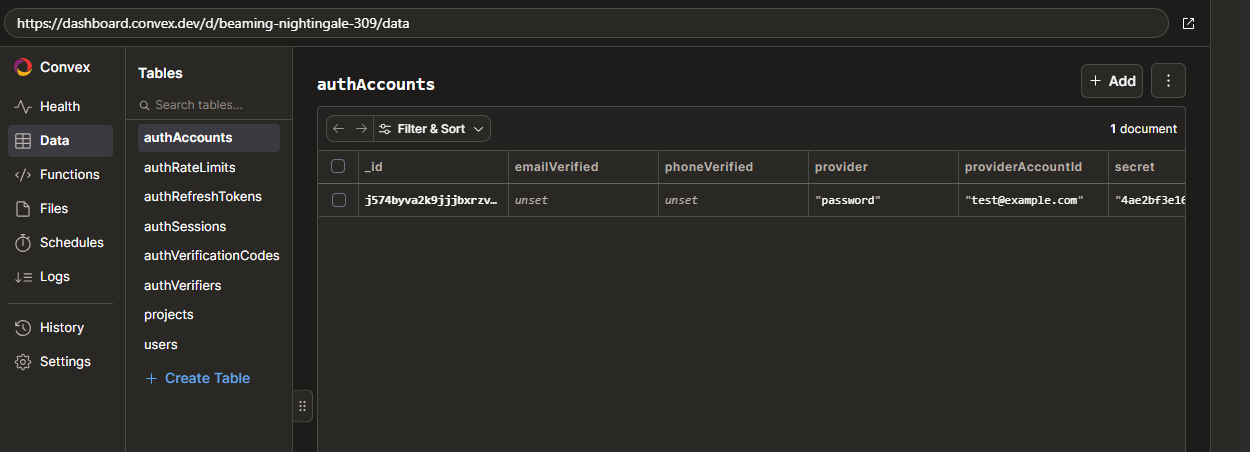 https://dashboard.convex.dev/d/beaming-nightingale-309/data
Convex
Health
Data
Functions
Files
Schedules
Logs
History
Settings
Tables
Search tables...
authAccounts
authRateLimits
authRefreshTokens
authSessions
authVerificationCodes
authVerifiers
projects
users
+ Create Table
authAccounts
+ Add
Filter & Sort
1 document
_id emailVerified phoneVerified provider providerAccountId secret
j574byva2k9jjjbxrzv… unset unset "password" "test@example.com" "4ae2bf3e16